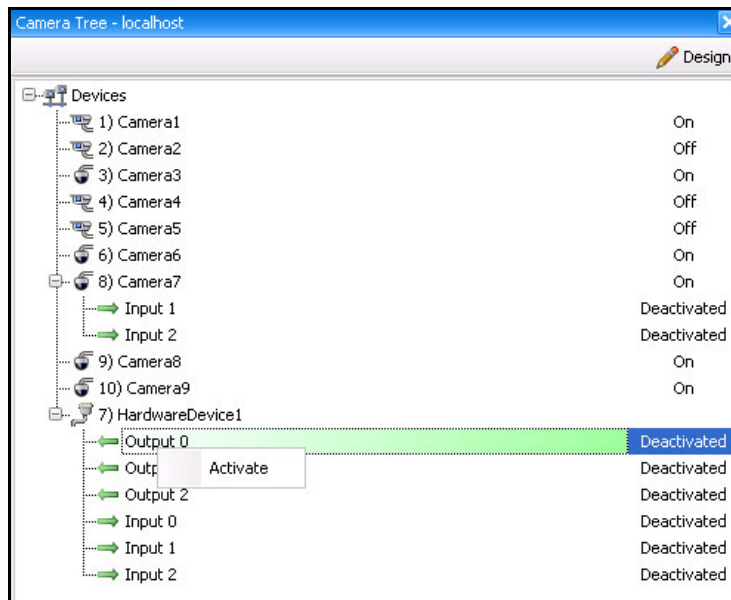 Camera Tree - localhost
Design
Devices
1) Camera1 On
2) Camera2 Off
3) Camera3 On
4) Camera4 Off
5) Camera5 Off
6) Camera6 On
8) Camera7 On
Input 1 Deactivated
Input 2 Deactivated
9) Camera8 On
10) Camera9 On
7) HardwareDevice1
Output 0 Deactivated
Outp Deactivated
Activate
Output 2 Deactivated
Input 0 Deactivated
Input 1 Deactivated
Input 2 Deactivated